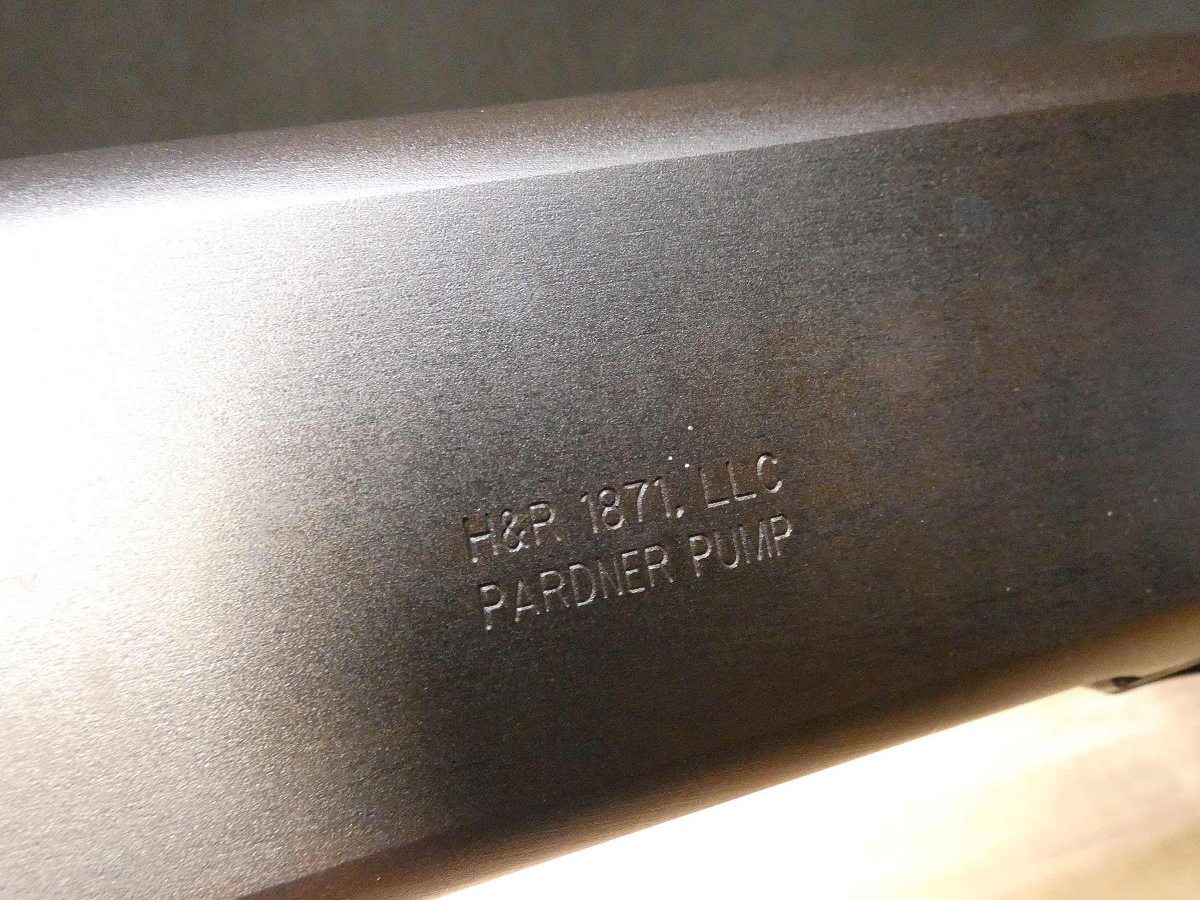 H&R 1871, LLC
PARDNER PUMP